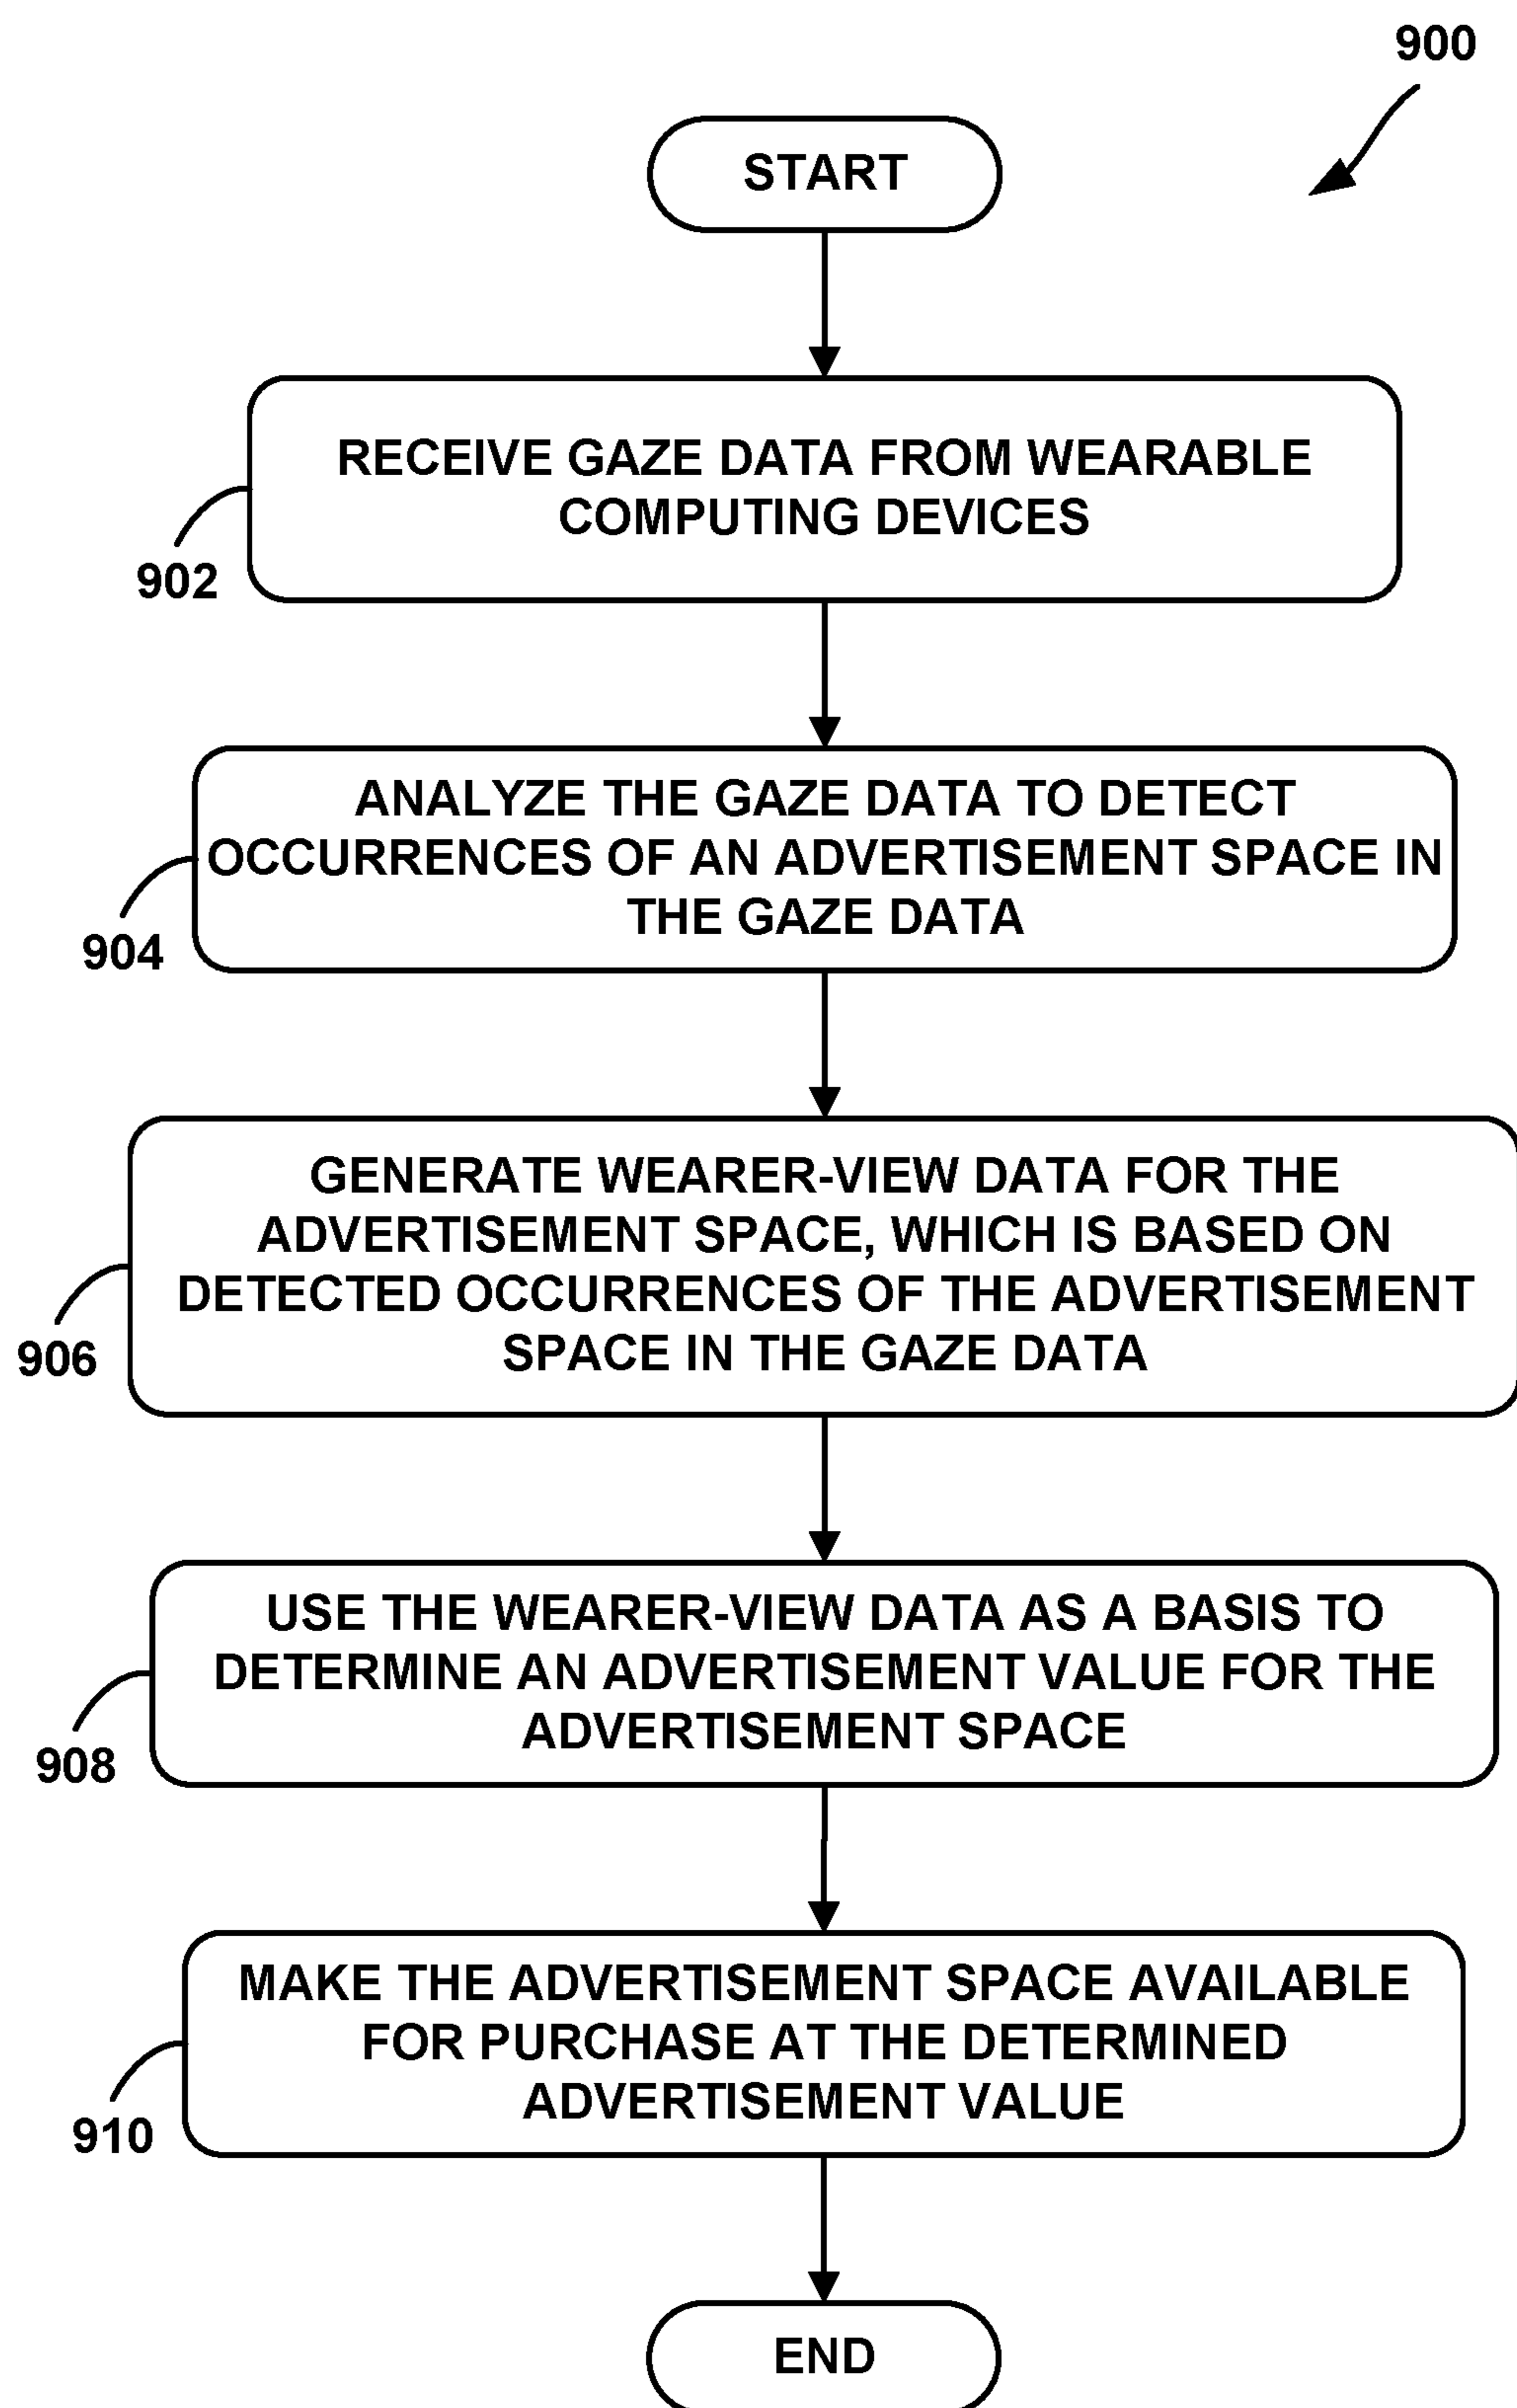 900
START
RECEIVE GAZE DATA FROM WEARABLE
COMPUTING DEVICES
902
ANALYZE THE GAZE DATA TO DETECT
OCCURRENCES OF AN ADVERTISEMENT SPACE IN
THE GAZE DATA
904
GENERATE WEARER-VIEW DATA FOR THE
ADVERTISEMENT SPACE, WHICH IS BASED ON
DETECTED OCCURRENCES OF THE ADVERTISEMENT
SPACE IN THE GAZE DATA
906
USE THE WEARER-VIEW DATA AS A BASIS TO
DETERMINE AN ADVERTISEMENT VALUE FOR THE
ADVERTISEMENT SPACE
908
MAKE THE ADVERTISEMENT SPACE AVAILABLE
FOR PURCHASE AT THE DETERMINED
ADVERTISEMENT VALUE
910
END